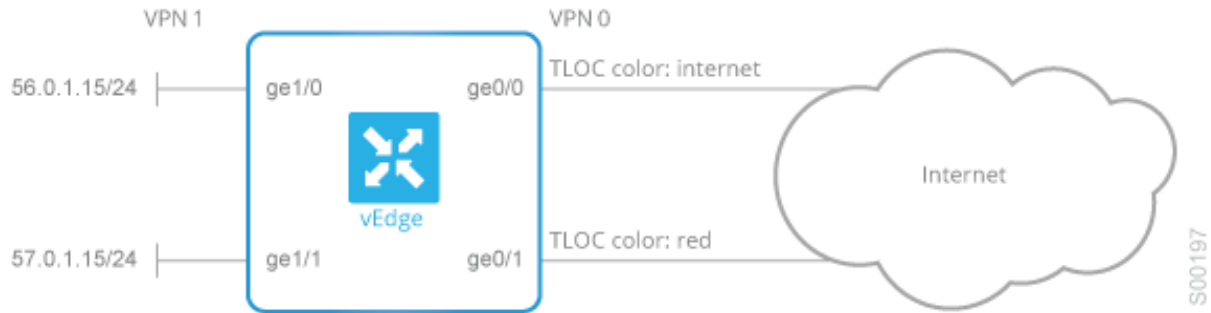 VPN 1
VPN 0
TLOC color: internet
56.0.1.15/24
ge1/0
ge0/0
Internet
vEdge
TLOC color: red
57.0.1.15/24
ge1/1
ge0/1
S00197